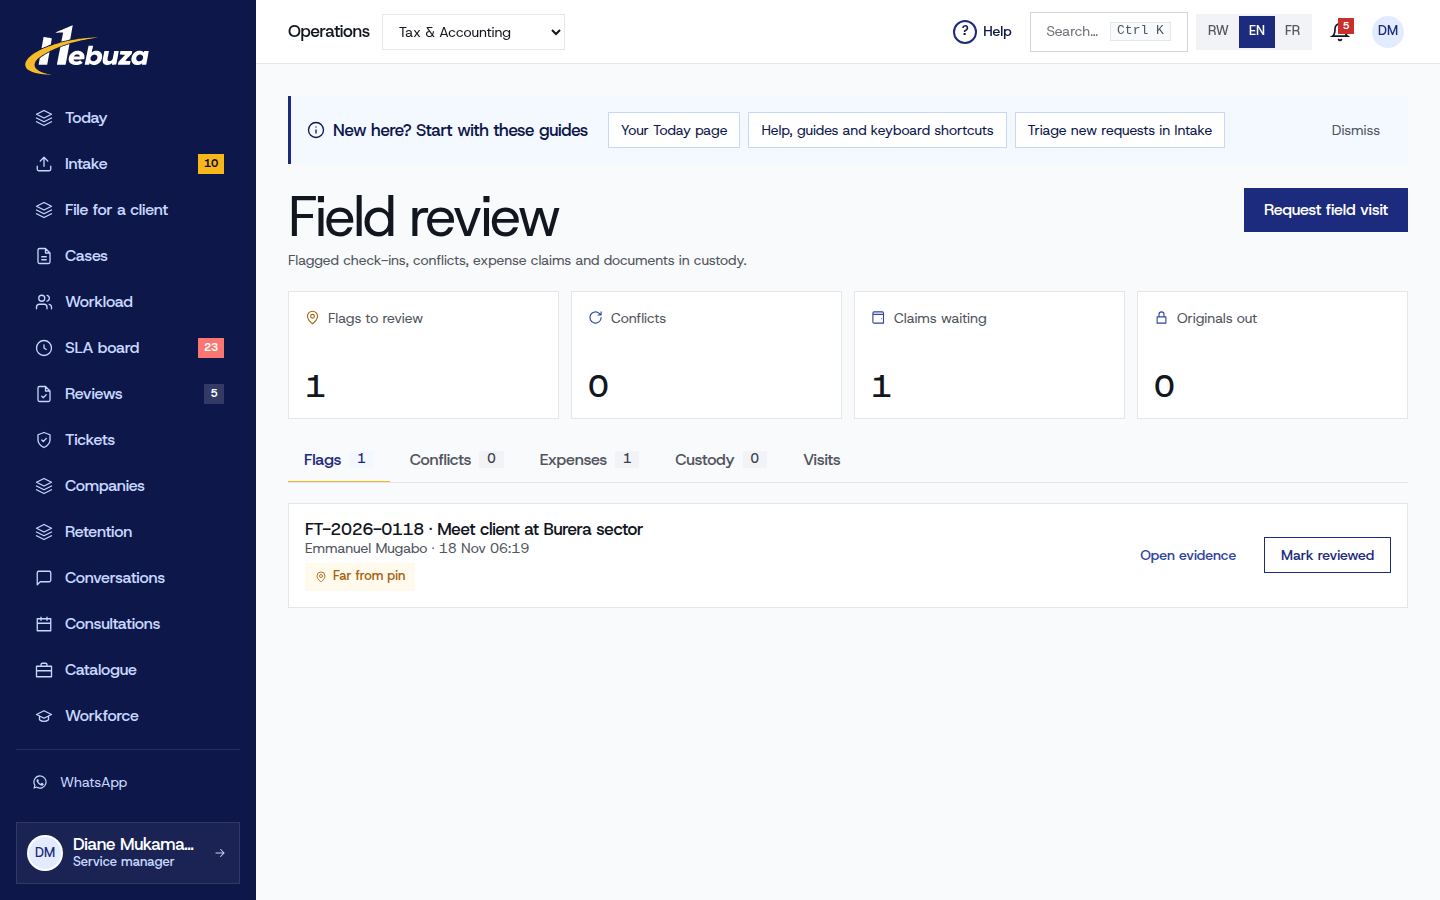 Hebuza
Operations
Tax & Accounting
? Help
Search...
Ctrl K
RW
EN
FR
5
DM
Today
Intake
10
File for a client
Cases
Workload
SLA board
23
Reviews
5
Tickets
Companies
Retention
Conversations
Consultations
Catalogue
Workforce
WhatsApp
DM
Diane Mukama...
Service manager
New here? Start with these guides
Your Today page
Help, guides and keyboard shortcuts
Triage new requests in Intake
Dismiss
Field review
Request field visit
Flagged check-ins, conflicts, expense claims and documents in custody.
Flags to review
1
Conflicts
0
Claims waiting
1
Originals out
0
Flags 1
Conflicts 0
Expenses 1
Custody 0
Visits
FT-2026-0118 · Meet client at Burera sector
Emmanuel Mugabo · 18 Nov 06:19
Far from pin
Open evidence
Mark reviewed